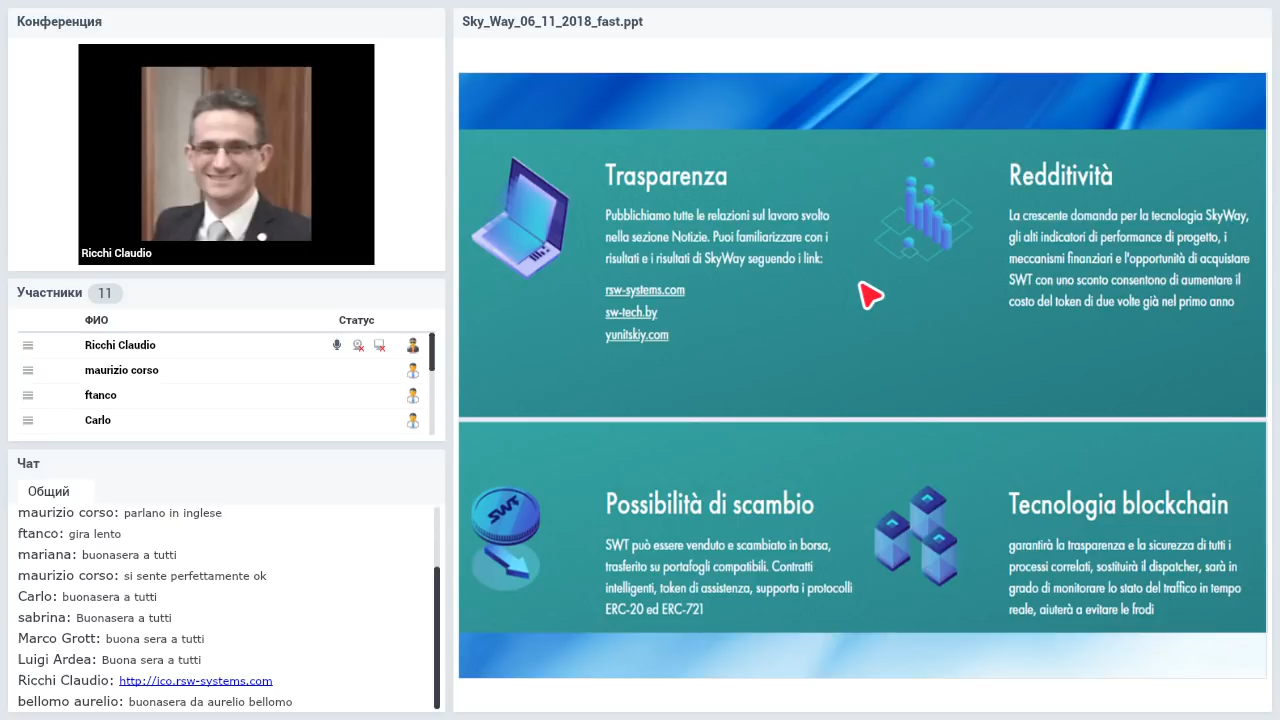 Конференция
Ricchi Claudio
Участники 11
ФИО Статус
Ricchi Claudio
maurizio corso
ftanco
Carlo
Чат
Общий
maurizio corso: parlano in inglese
ftanco: gira lento
mariana: buonasera a tutti
maurizio corso: si sente perfettamente ok
Carlo: buonasera a tutti
sabrina: Buonasera a tutti
Marco Grott: buona sera a tutti
Luigi Ardea: Buona sera a tutti
Ricchi Claudio: http://ico.rsw-systems.com
bellomo aurelio: buonasera da aurelio bellomo
Sky_Way_06_11_2018_fast.ppt
Trasparenza
Pubblichiamo tutte le relazioni sul lavoro svolto
nella sezione Notizie. Puoi familiarizzare con i
risultati e i risultati di SkyWay seguendo i link:
rsw-systems.com
sw-tech.by
yunitskiy.com
Redditività
La crescente domanda per la tecnologia SkyWay,
gli alti indicatori di performance di progetto, i
meccanismi finanziari e l'opportunità di acquistare
SWT con uno sconto consentono di aumentare il
costo del token di due volte già nel primo anno
SWT
Possibilità di scambio
SWT può essere venduto e scambiato in borsa,
trasferito su portafogli compatibili. Contratti
intelligenti, token di assistenza, supporta i protocolli
ERC-20 ed ERC-721
Tecnologia blockchain
garantirà la trasparenza e la sicurezza di tutti i
processi correlati, sostituirà il dispatcher, sarà in
grado di monitorare lo stato del traffico in tempo
reale, aiuterà a evitare le frodi